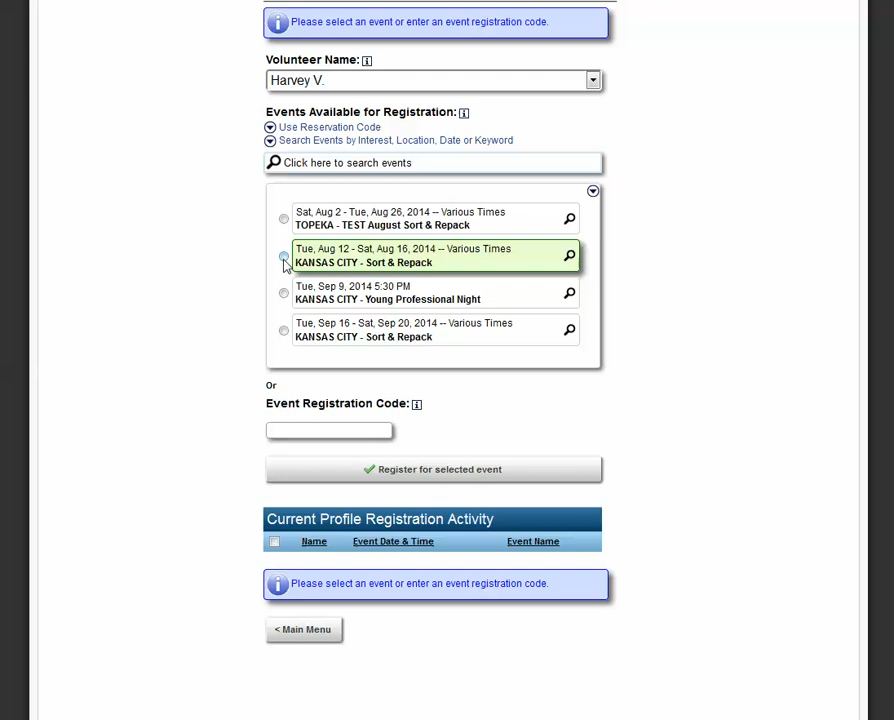 Please select an event or enter an event registration code.
Volunteer Name:
Harvey V.
Events Available for Registration:
Use Reservation Code
Search Events by Interest, Location, Date or Keyword
Click here to search events
Sat, Aug 2 - Tue, Aug 26, 2014 -- Various Times
TOPEKA - TEST August Sort & Repack
Tue, Aug 12 - Sat, Aug 16, 2014 -- Various Times
KANSAS CITY - Sort & Repack
Tue, Sep 9, 2014 5:30 PM
KANSAS CITY - Young Professional Night
Tue, Sep 16 - Sat, Sep 20, 2014 -- Various Times
KANSAS CITY - Sort & Repack
Or
Event Registration Code:
Register for selected event
Current Profile Registration Activity
Name Event Date & Time Event Name
Please select an event or enter an event registration code.
< Main Menu